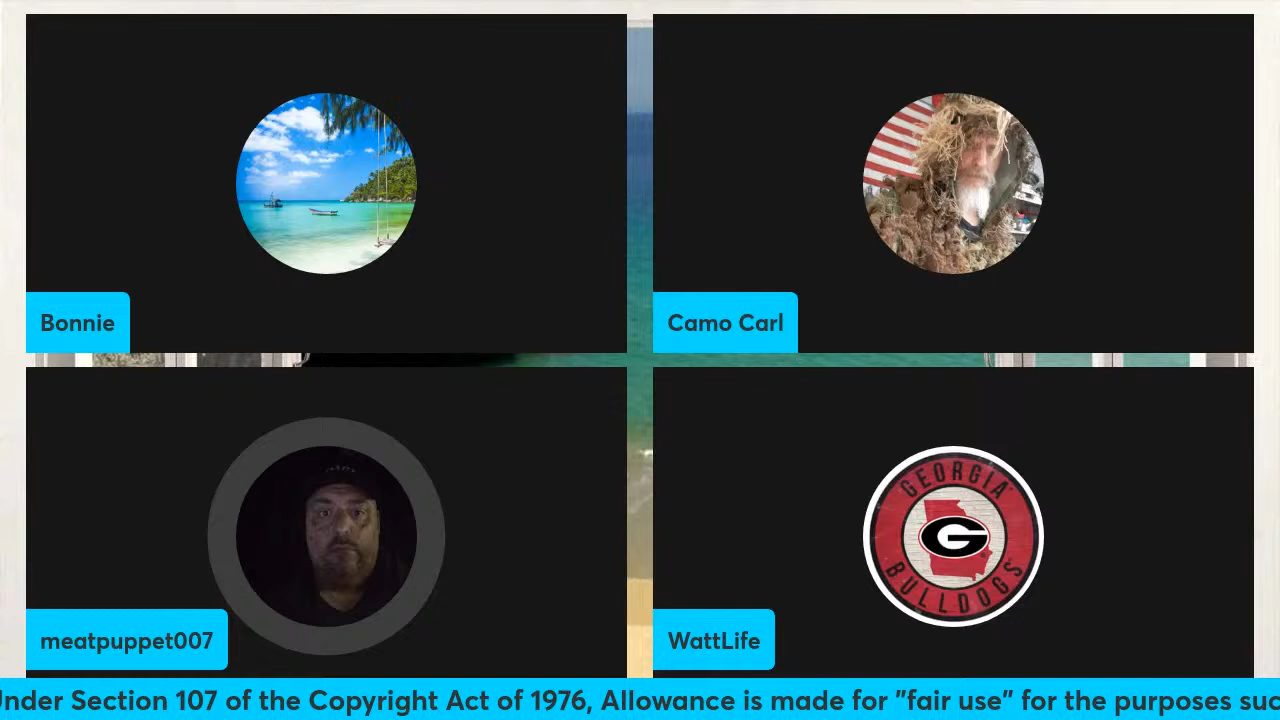 Bonnie
Camo Carl
GEORGIA
G
BULLDOGS
meatpuppet007
WattLife
Under Section 107 of the Copyright Act of 1976, Allowance is made for "fair use" for the purposes suc